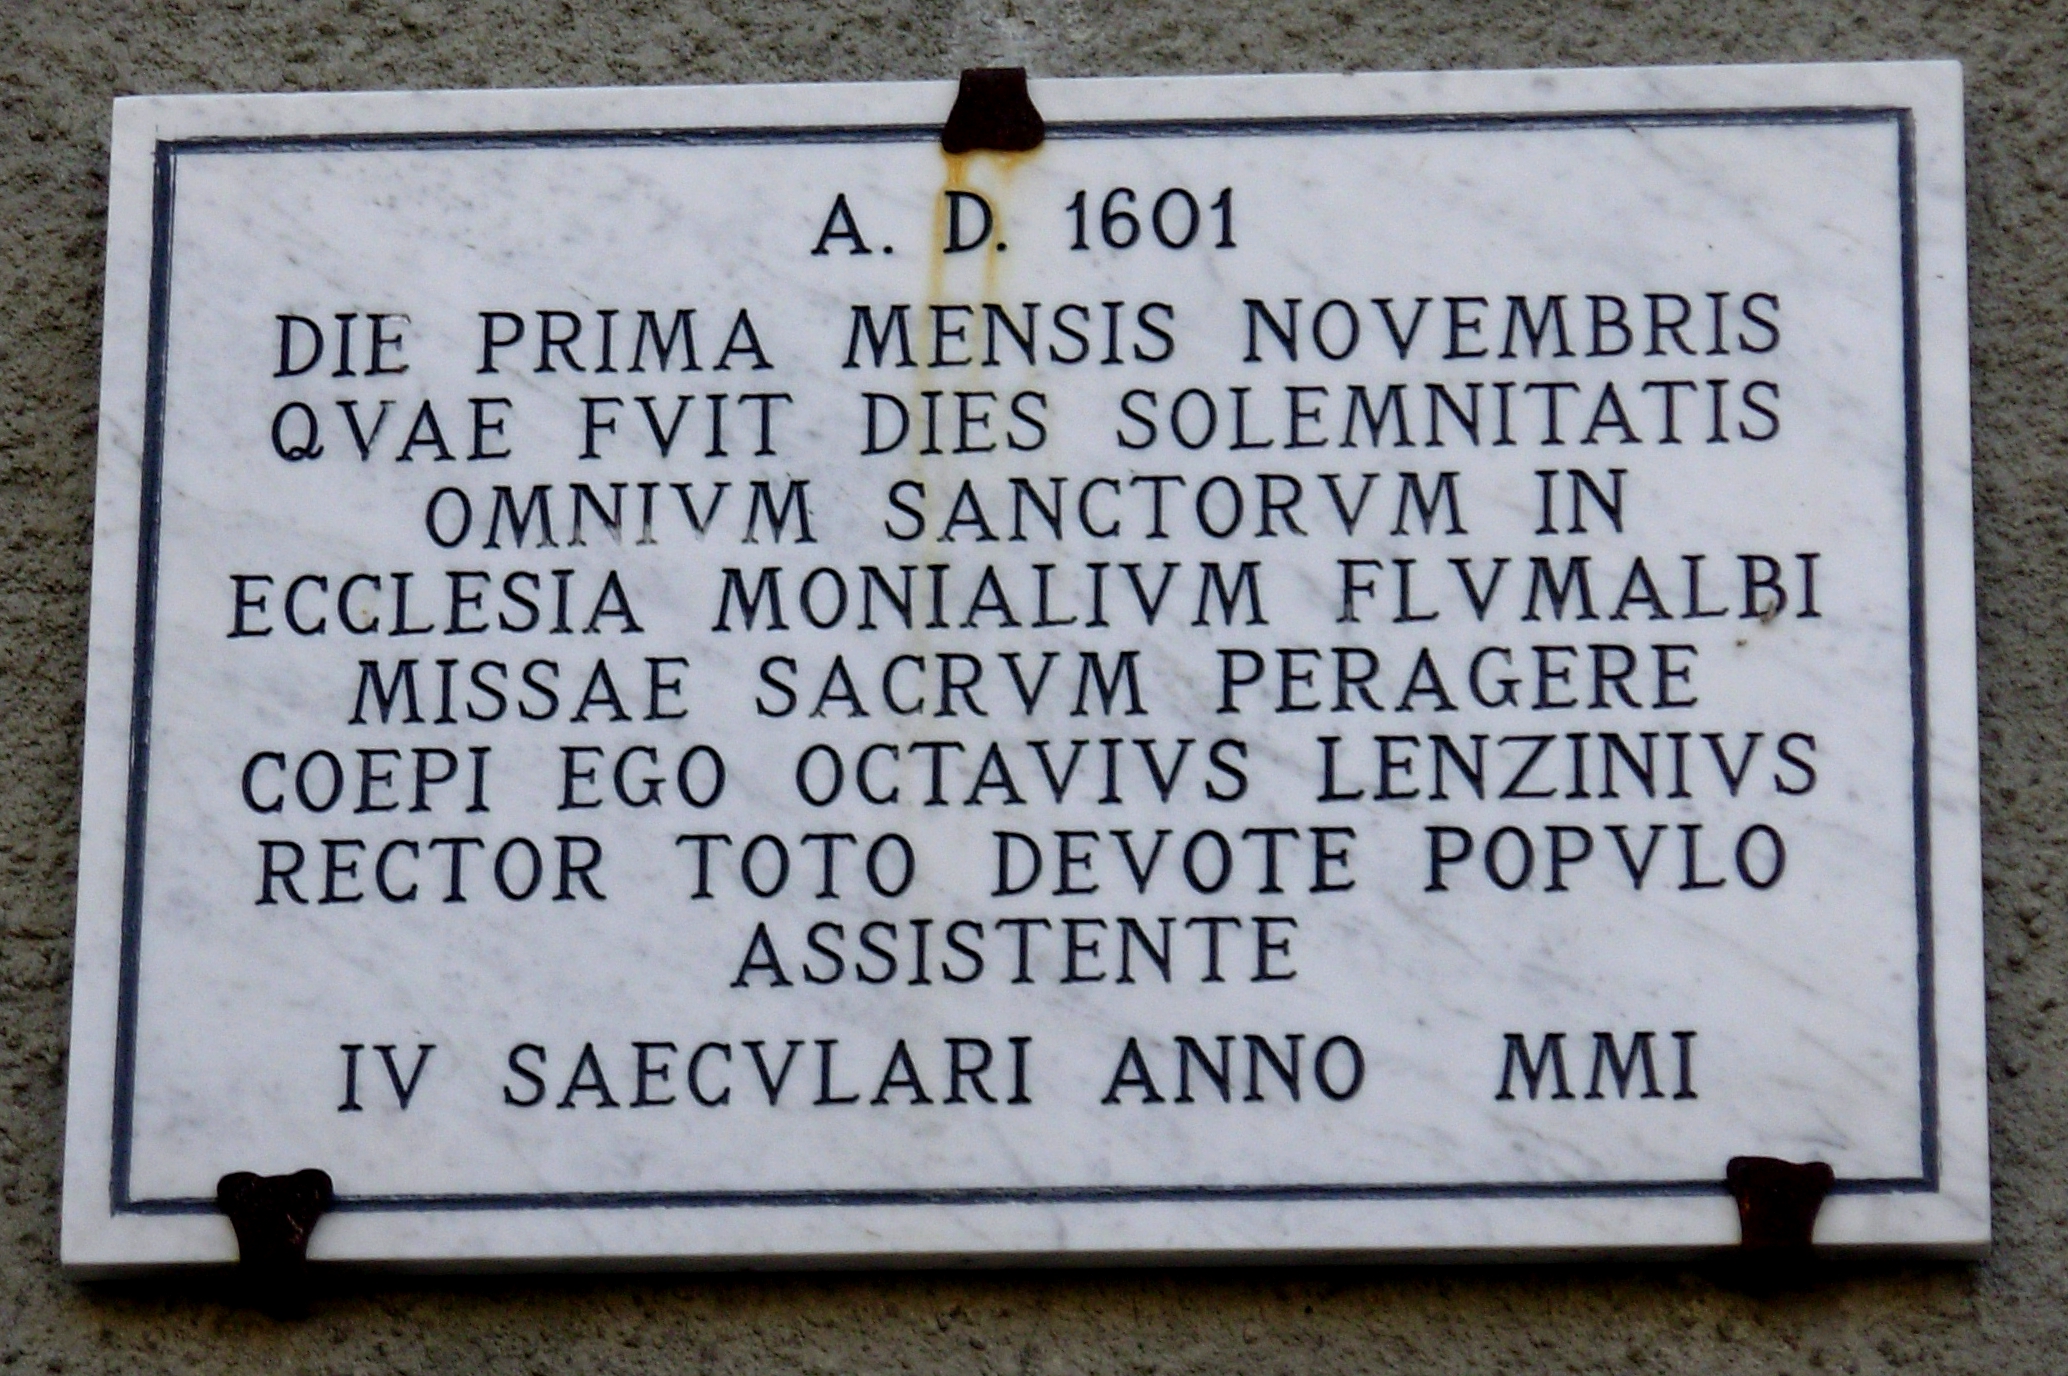 A. D. 1601
DIE PRIMA MENSIS NOVEMBRIS
QVAE FVIT DIES SOLEMNITATIS
OMNIVM SANCTORVM IN
ECCLESIA MONIALIVM FLVMALBI
MISSAE SACRVM PERAGERE
COEPI EGO OCTAVIVS LENZINIVS
RECTOR TOTO DEVOTE POPVLO
ASSISTENTE
IV SAECVLARI ANNO MMI